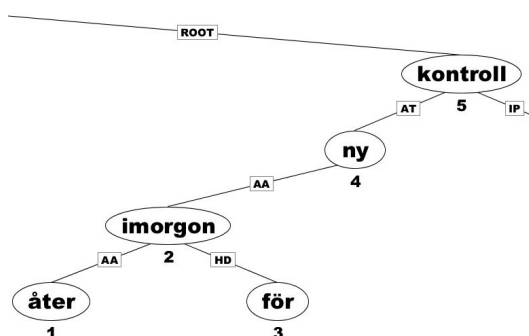 ROOT
kontroll
5
AT
IP
ny
4
AA
imorgon
2
AA
HD
åter
1
för
3